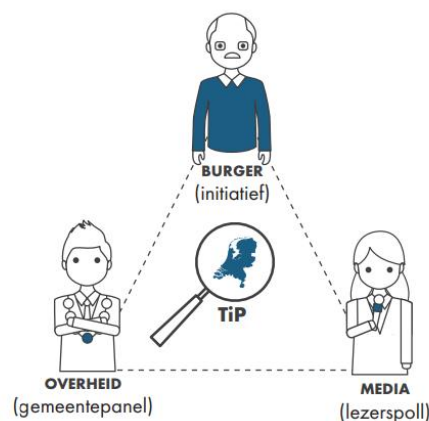 BURGER
(initiatief)
TiP
OVERHEID
(gemeentepanel)
MEDIA
(lezerspoll)